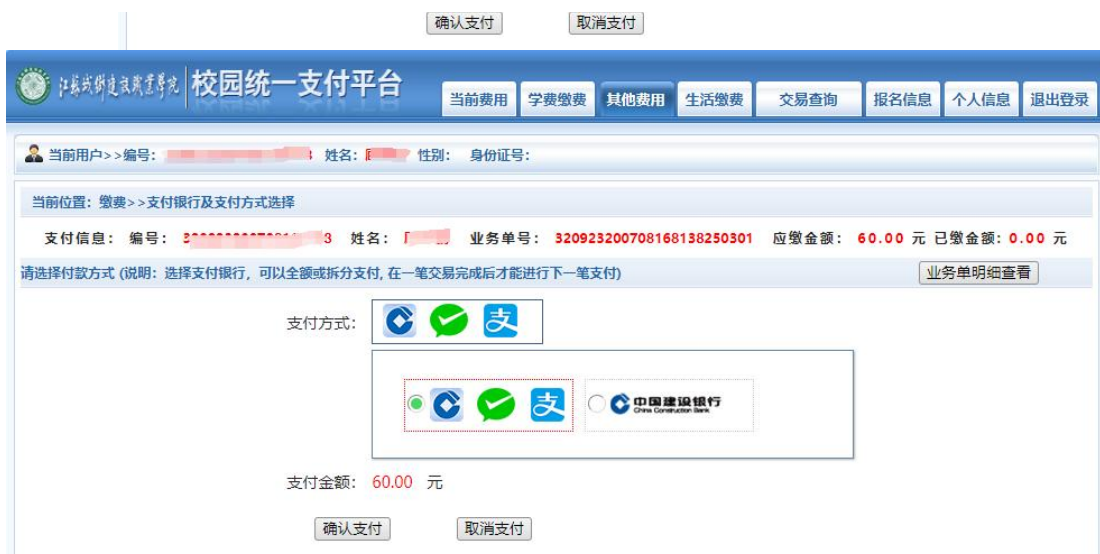 确认支付 取消支付
江苏城乡建设职业学院 校园统一支付平台
当前费用 学费缴费 其他费用 生活缴费 交易查询 报名信息 个人信息 退出登录
当前用户>>编号: 姓名: 性别: 身份证号:
当前位置: 缴费>>支付银行及支付方式选择
支付信息: 编号: 3 姓名: 业务单号: 320923200708168138250301 应缴金额: 60.00 元 已缴金额: 0.00 元
请选择付款方式 (说明: 选择支付银行, 可以全额或拆分支付, 在一笔交易完成后才能进行下一笔支付) 业务单明细查看
支付方式:
支
支 中国建设银行
China Construction Bank
支付金额: 60.00 元
确认支付 取消支付